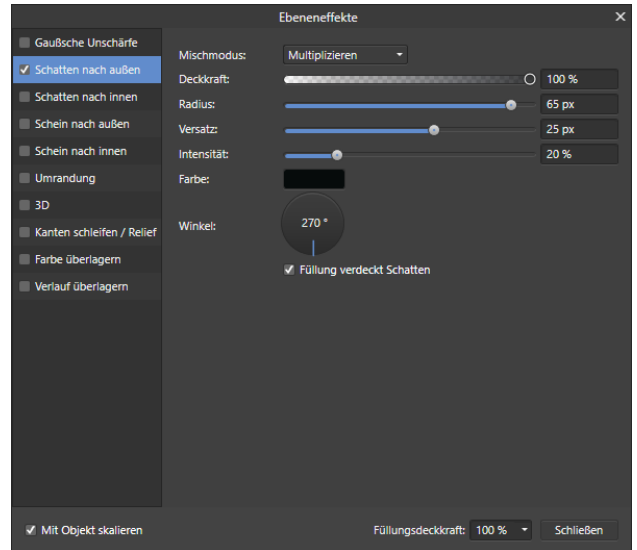 Ebeneneffekte
Gaußsche Unschärfe
Schatten nach außen
Schatten nach innen
Schein nach außen
Schein nach innen
Umrandung
3D
Kanten schleifen / Relief
Farbe überlagern
Verlauf überlagern
Mischmodus: Multiplizieren
Deckkraft: 100 %
Radius: 65 px
Versatz: 25 px
Intensität: 20 %
Farbe:
Winkel: 270 °
Füllung verdeckt Schatten
Mit Objekt skalieren Füllungsdeckkraft: 100 % Schließen